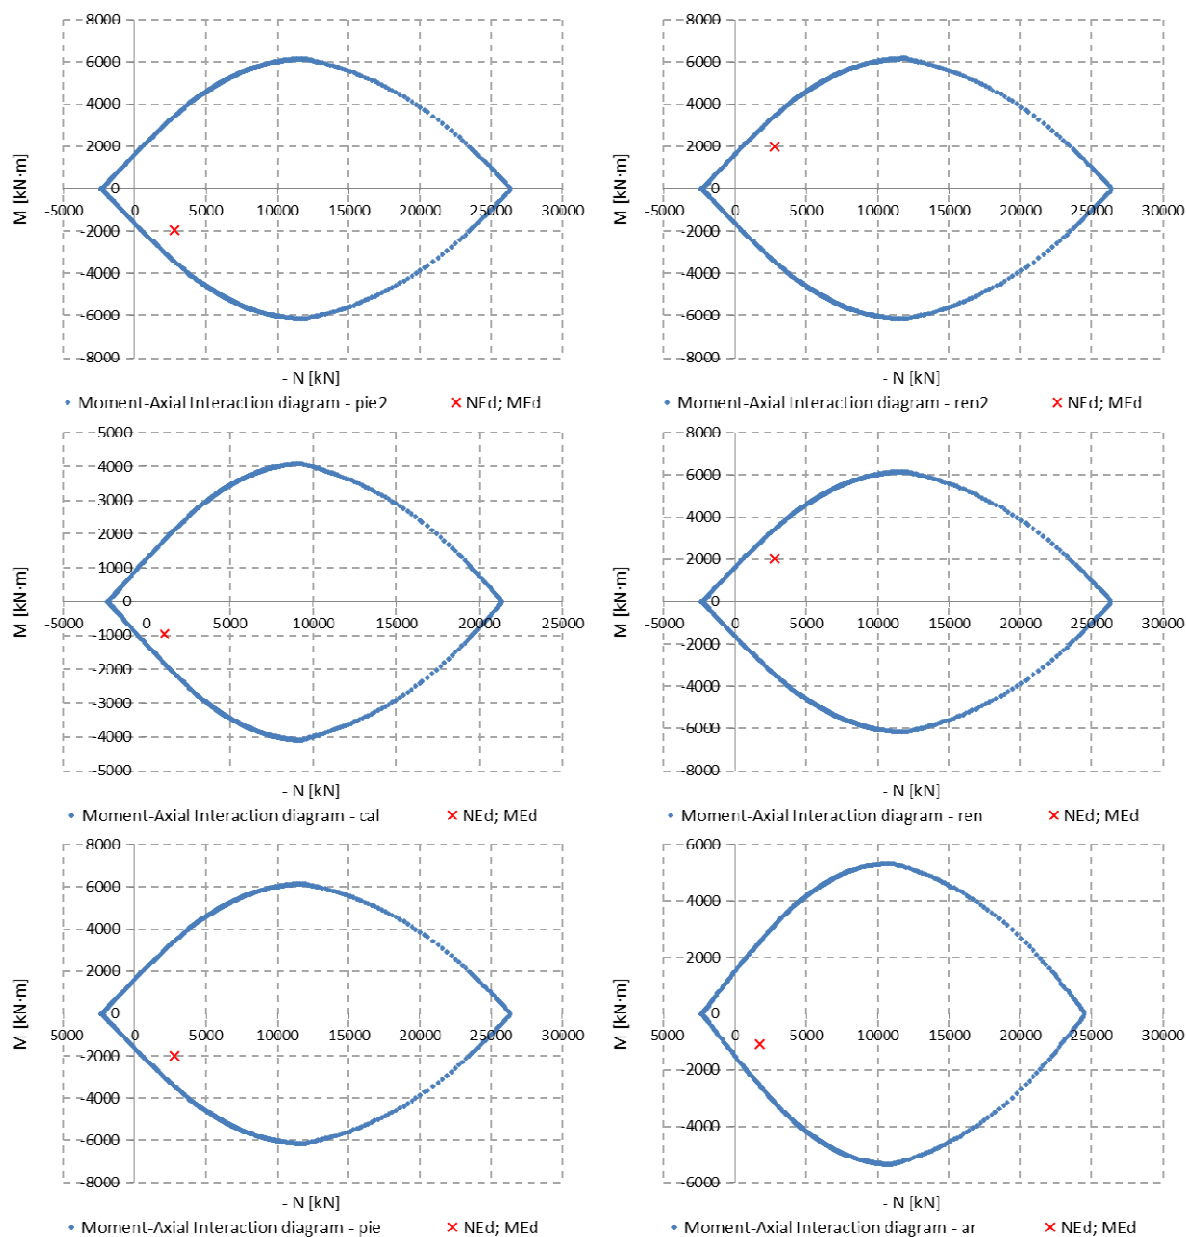 8000
6000
4000
2000
0
-5000 0 5000 10000 15000 20000 25000 30000
-2000
-4000
-6000
-8000
M [kN·m]
- N [kN]
Moment-Axial Interaction diagram - pie2 NEd; MEd
8000
6000
4000
2000
0
-5000 0 5000 10000 15000 20000 25000 30000
-2000
-4000
-6000
-8000
M [kN·m]
- N [kN]
Moment-Axial Interaction diagram - ren2 NEd; MEd
5000
4000
3000
2000
1000
0
-5000 0 5000 10000 15000 20000 25000
-1000
-2000
-3000
-4000
-5000
M [kN·m]
- N [kN]
Moment-Axial Interaction diagram - cal NEd; MEd
8000
6000
4000
2000
0
-5000 0 5000 10000 15000 20000 25000 30000
-2000
-4000
-6000
-8000
M [kN·m]
- N [kN]
Moment-Axial Interaction diagram - ren NEd; MEd
8000
6000
4000
2000
0
-5000 0 5000 10000 15000 20000 25000 30000
-2000
-4000
-6000
-8000
M [kN·m]
- N [kN]
Moment-Axial Interaction diagram - pie NEd; MEd
6000
4000
2000
0
-5000 0 5000 10000 15000 20000 25000 30000
-2000
-4000
-6000
M [kN·m]
- N [kN]
Moment-Axial Interaction diagram - ar NEd; MEd